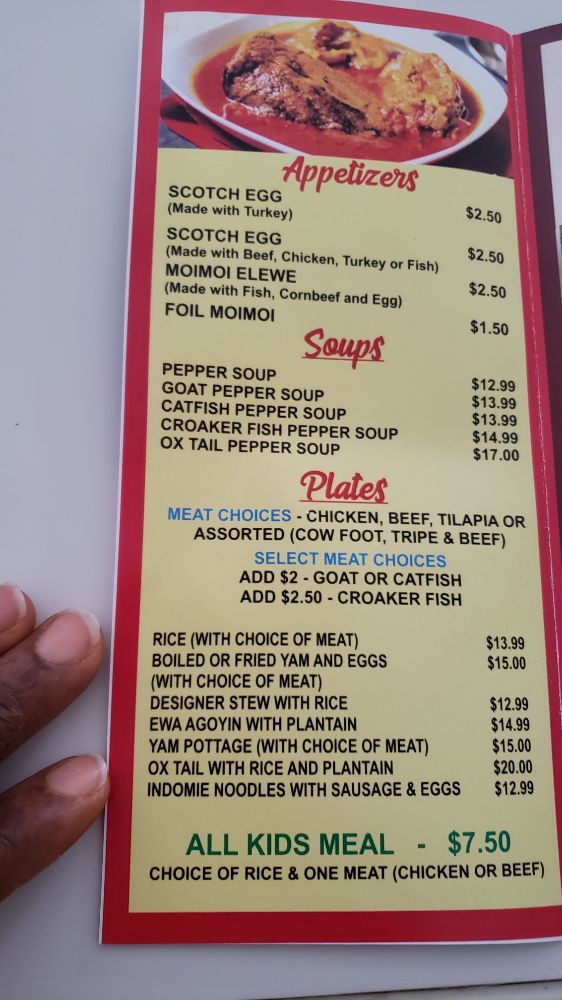 Appetizers
SCOTCH EGG
(Made with Turkey) $2.50
SCOTCH EGG
(Made with Beef, Chicken, Turkey or Fish) $2.50
MOIMOI ELEWE
(Made with Fish, Cornbeef and Egg) $2.50
FOIL MOIMOI $1.50
Soups
PEPPER SOUP $12.99
GOAT PEPPER SOUP $13.99
CATFISH PEPPER SOUP $13.99
CROAKER FISH PEPPER SOUP $14.99
OX TAIL PEPPER SOUP $17.00
Plates
MEAT CHOICES - CHICKEN, BEEF, TILAPIA OR
ASSORTED (COW FOOT, TRIPE & BEEF)
SELECT MEAT CHOICES
ADD $2 - GOAT OR CATFISH
ADD $2.50 - CROAKER FISH
RICE (WITH CHOICE OF MEAT) $13.99
BOILED OR FRIED YAM AND EGGS $15.00
(WITH CHOICE OF MEAT)
DESIGNER STEW WITH RICE $12.99
EWA AGOYIN WITH PLANTAIN $14.99
YAM POTTAGE (WITH CHOICE OF MEAT) $15.00
OX TAIL WITH RICE AND PLANTAIN $20.00
INDOMIE NOODLES WITH SAUSAGE & EGGS $12.99
ALL KIDS MEAL - $7.50
CHOICE OF RICE & ONE MEAT (CHICKEN OR BEEF)